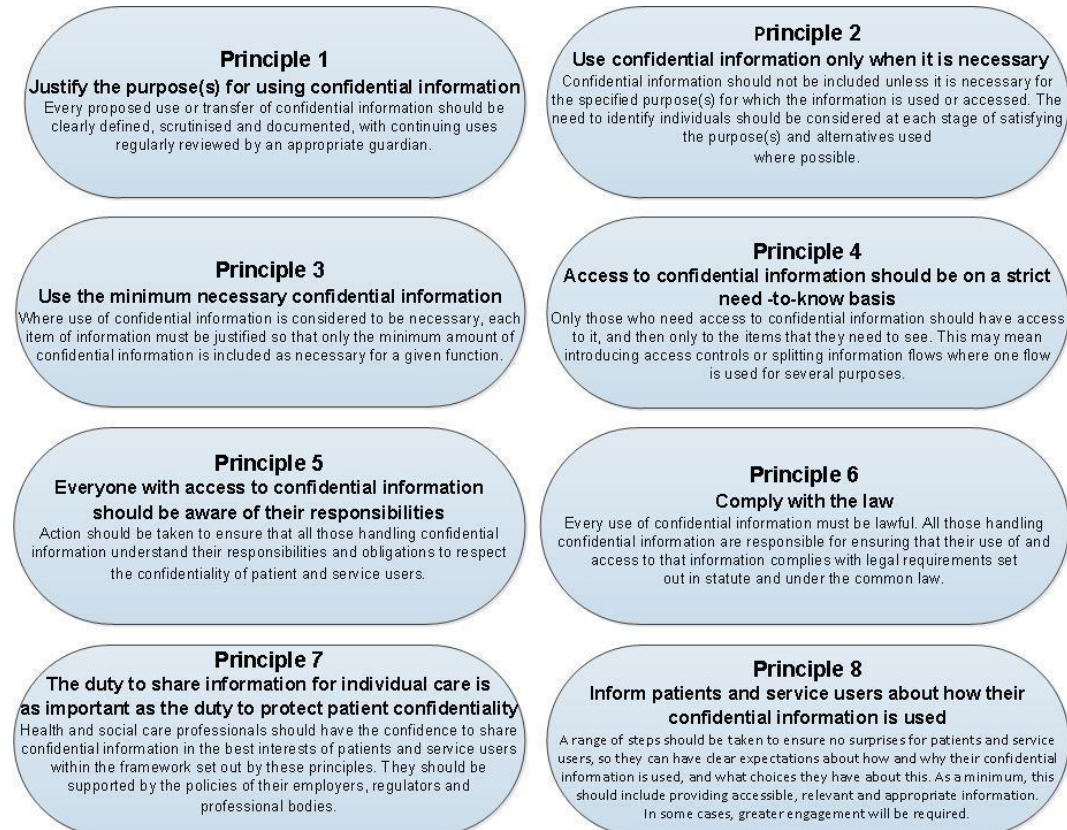 Principle 1
Justify the purpose(s) for using confidential information
Every proposed use or transfer of confidential information should be
clearly defined, scrutinised and documented, with continuing uses
regularly reviewed by an appropriate guardian.
Principle 2
Use confidential information only when it is necessary
Confidential information should not be included unless it is necessary for
the specified purpose(s) for which the information is used or accessed. The
need to identify individuals should be considered at each stage of satisfying
the purpose(s) and alternatives used
where possible.
Principle 3
Use the minimum necessary confidential information
Where use of confidential information is considered to be necessary, each
item of information must be justified so that only the minimum amount of
confidential information is included as necessary for a given function.
Principle 4
Access to confidential information should be on a strict
need -to-know basis
Only those who need access to confidential information should have access
to it, and then only to the items that they need to see. This may mean
introducing access controls or splitting information flows where one flow
is used for several purposes.
Principle 5
Everyone with access to confidential information
should be aware of their responsibilities
Action should be taken to ensure that all those handling confidential
information understand their responsibilities and obligations to respect
the confidentiality of patient and service users.
Principle 6
Comply with the law
Every use of confidential information must be lawful. All those handling
confidential information are responsible for ensuring that their use of and
access to that information complies with legal requirements set
out in statute and under the common law.
Principle 7
The duty to share information for individual care is
as important as the duty to protect patient confidentiality
Health and social care professionals should have the confidence to share
confidential information in the best interests of patients and service users
within the framework set out by these principles. They should be
supported by the policies of their employers, regulators and
professional bodies.
Principle 8
Inform patients and service users about how their
confidential information is used
A range of steps should be taken to ensure no surprises for patients and service
users, so they can have clear expectations about how and why their confidential
information is used, and what choices they have about this. As a minimum, this
should include providing accessible, relevant and appropriate information.
In some cases, greater engagement will be required.